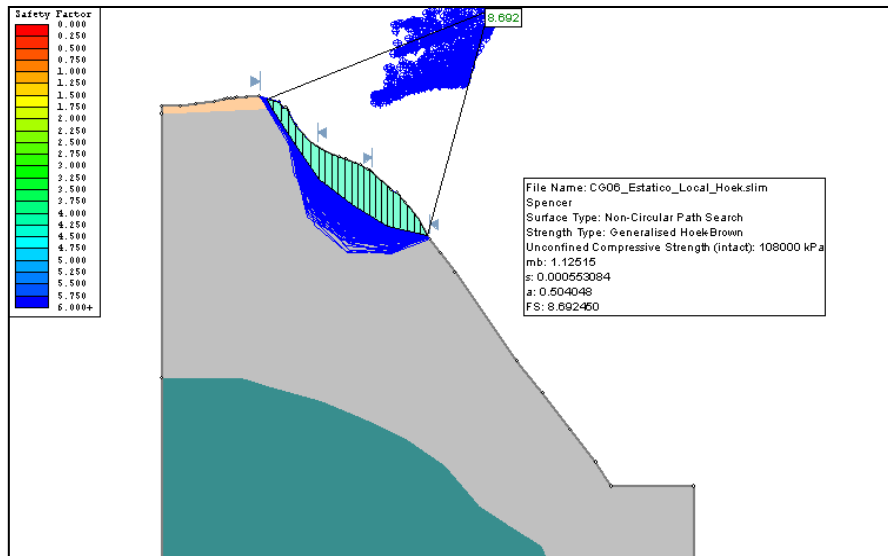 Safety Factor
0.000
0.250
0.500
0.750
1.000
1.250
1.500
1.750
2.000
2.250
2.500
2.750
3.000
3.250
3.500
3.750
4.000
4.250
4.500
4.750
5.000
5.250
5.500
5.750
6.000+
8.692
File Name: CG06_Estatico_Local_Hoek.slim
Spencer
Surface Type: Non-Circular Path Search
Strength Type: Generalised Hoek-Brown
Unconfined Compressive Strength (intact): 108000 kPa
mb: 1.12515
s: 0.000553084
a: 0.504048
FS: 8.692450